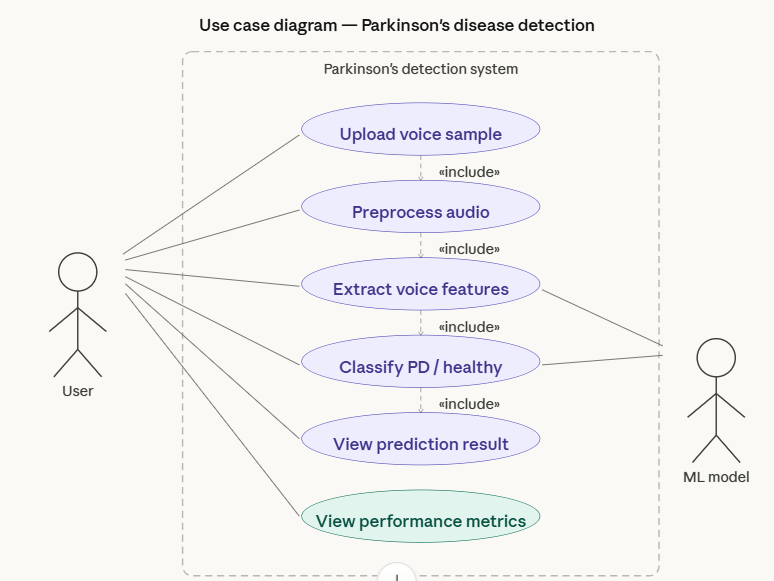 Use case diagram — Parkinson's disease detection
Parkinson's detection system
Upload voice sample
«include»
Preprocess audio
«include»
Extract voice features
«include»
Classify PD / healthy
«include»
View prediction result
View performance metrics
User
ML model